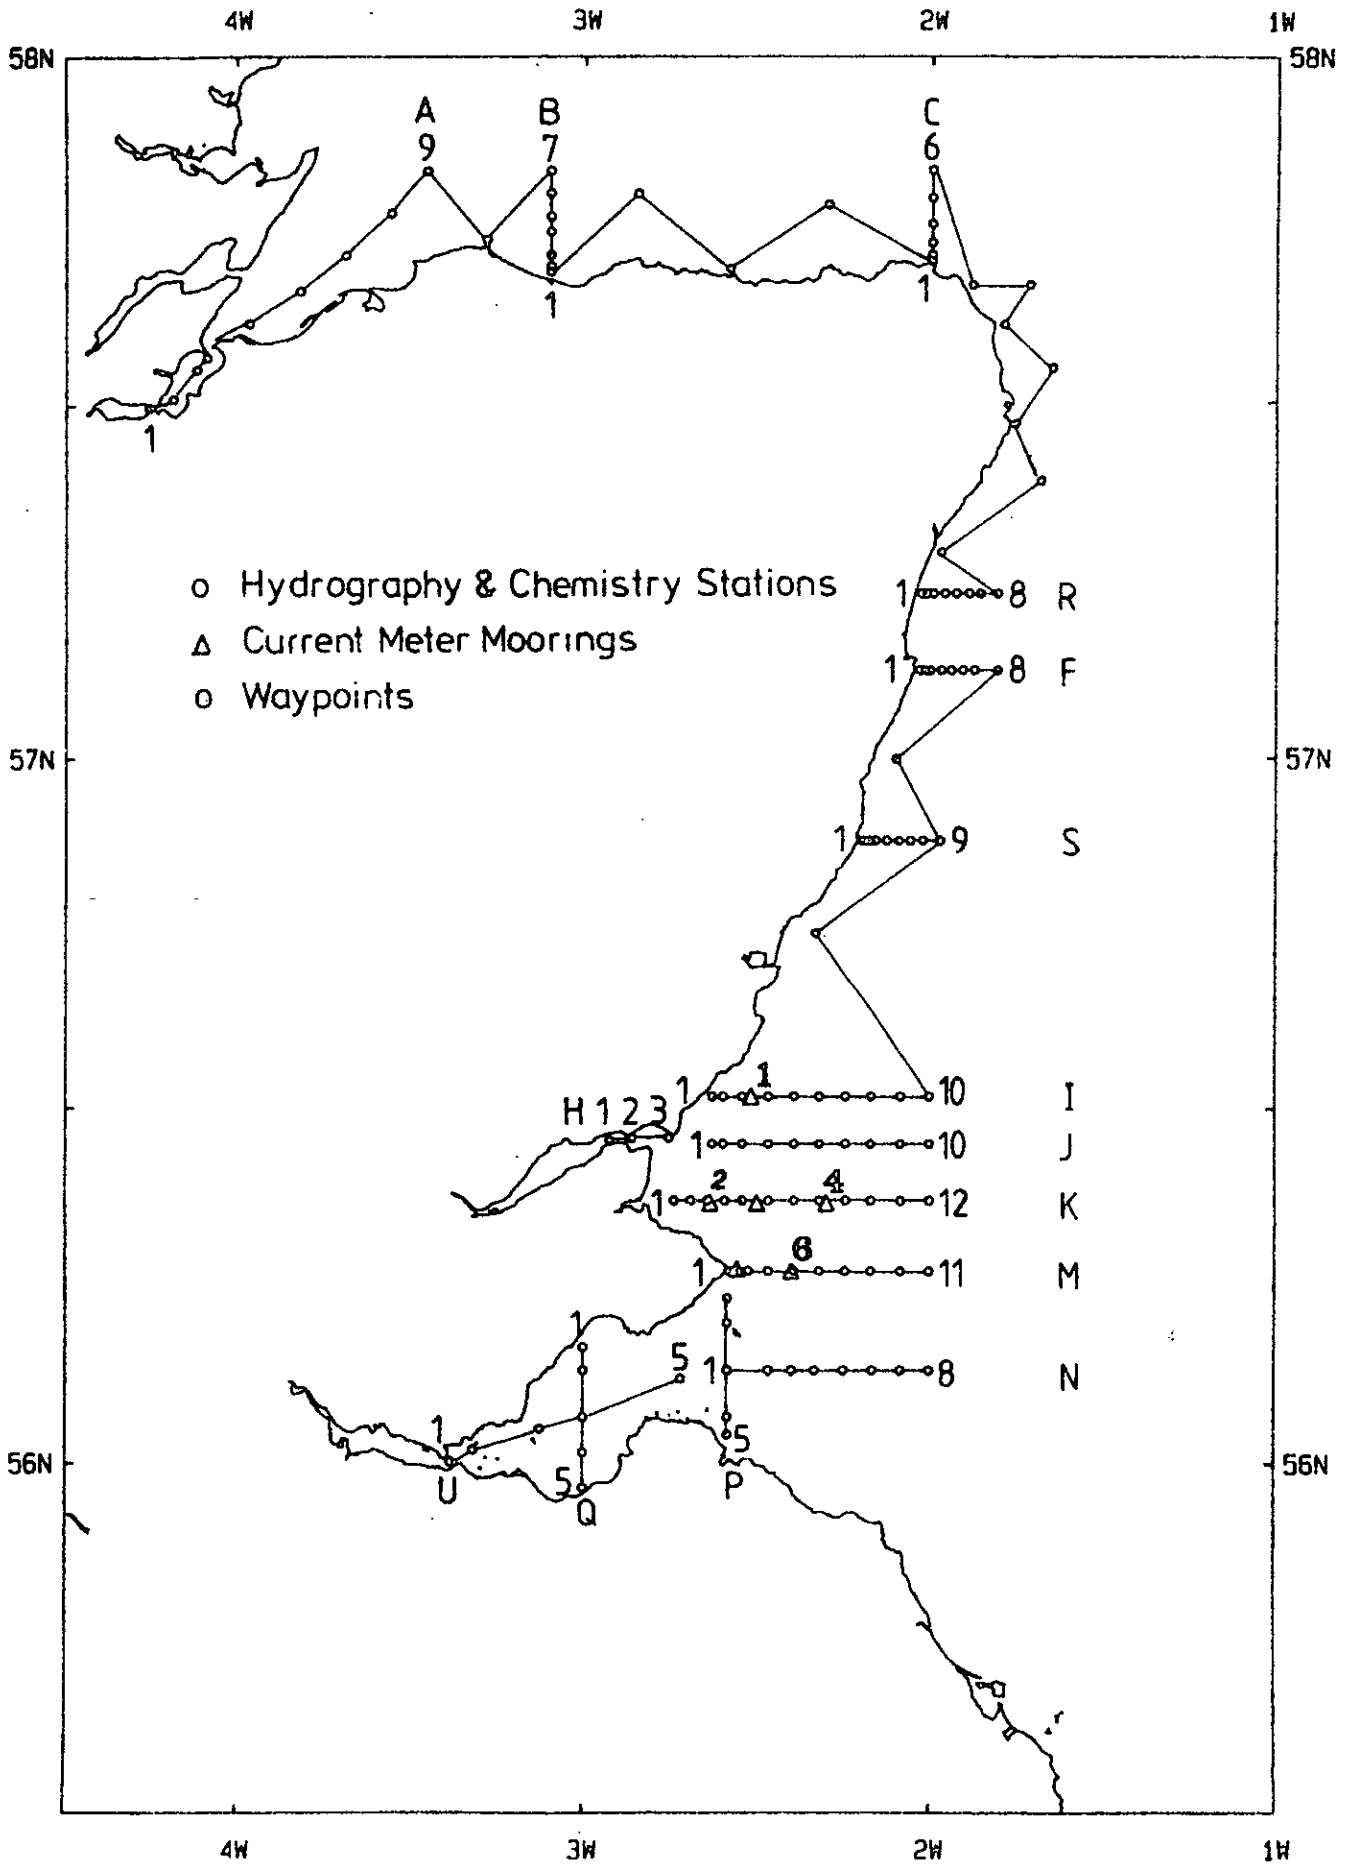 4W 3W 2W 1W
58N 58N
A B C
9 7 6
1 1
1
o Hydrography & Chemistry Stations
1 8 R
△ Current Meter Moorings
1 8 F
o Waypoints
57N 57N
1 9 S
1 1 10 I
H 1 2 3
1 10 J
1 2 4 12 K
1 6 11 M
1
5 1 8 N
1 5
56N 56N
U 5 Q P
4W 3W 2W 1W